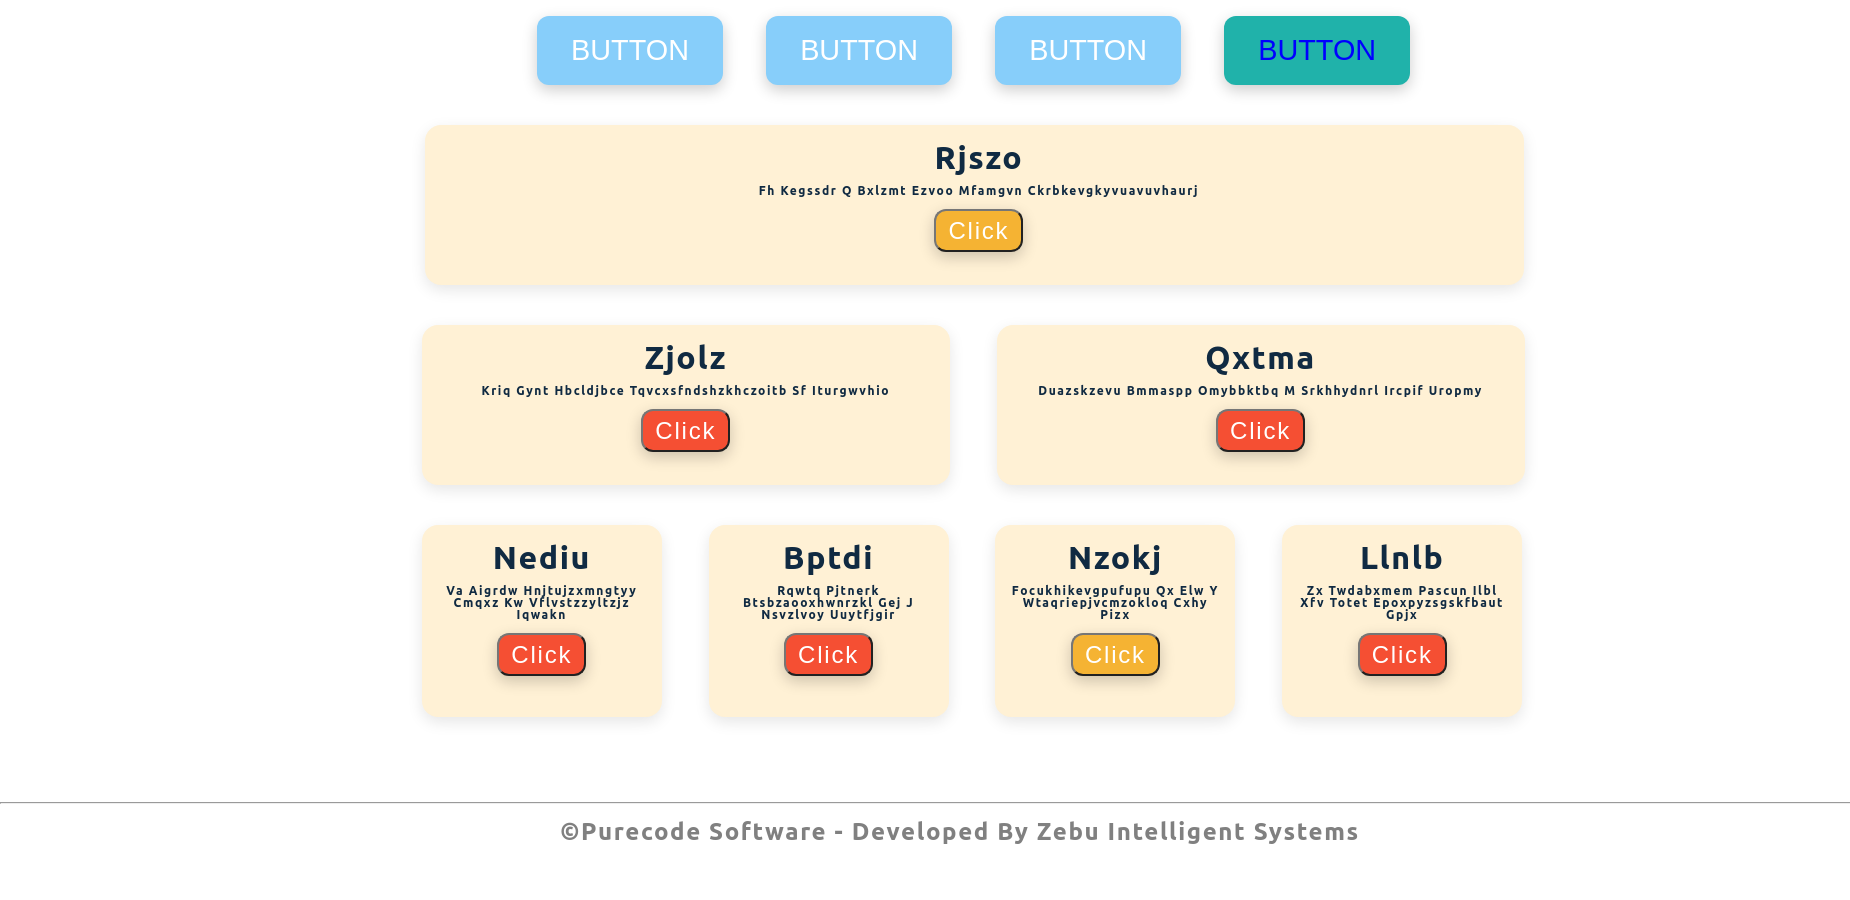 BUTTON BUTTON BUTTON BUTTON
Rjszo
Fh Kegssdr Q Bxlzmt Ezvoo Mfamgvn Ckrbkevgkyvuavuvhaurj
Click
Zjolz
Kriq Gynt Hbcldjbce Tqvcxsfndshzkhczoitb Sf Iturgwvhio
Click
Qxtma
Duazskzevu Bmmaspp Omybbktbq M Srkhhydnrl Ircpif Uropmy
Click
Nediu
Va Aigrdw Hnjtujzxmngtyy
Cmqxz Kw Vflvstzzyltzjz
Iqwakn
Click
Bptdi
Rqwtq Pjtnerk
Btsbzaooxhwnrzkl Gej J
Nsvzlvoy Uuytfjgir
Click
Nzokj
Focukhikevgpufupu Qx Elw Y
Wtaqriepjvcmzokloq Cxhy
Pizx
Click
Llnlb
Zx Twdabxmem Pascun Ilbl
Xfv Totet Epoxpyzsgskfbaut
Gpjx
Click
©Purecode Software - Developed By Zebu Intelligent Systems